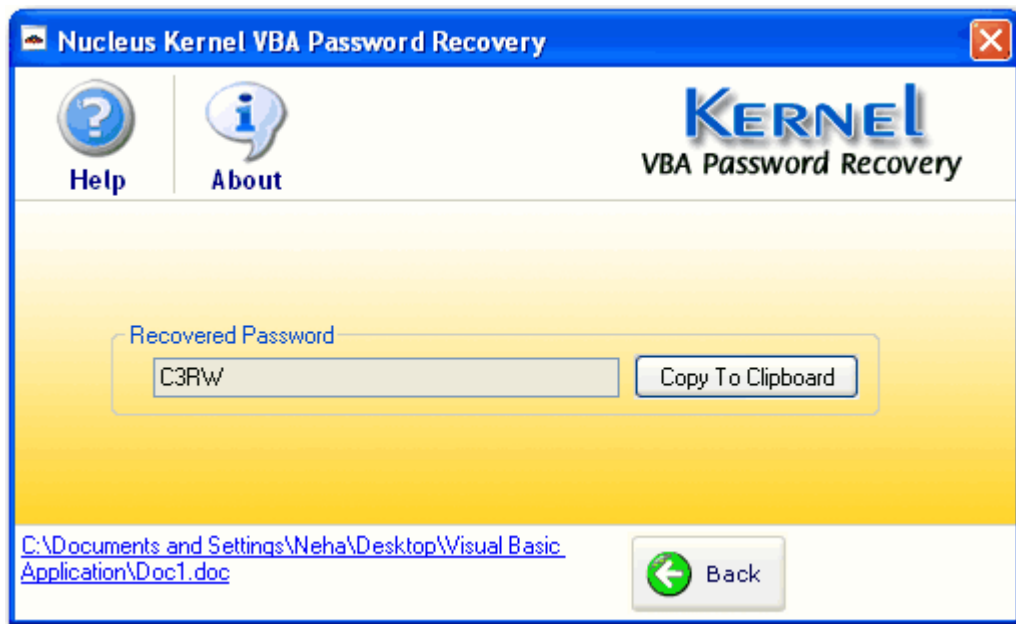 Nucleus Kernel VBA Password Recovery
Help
About
KERNEl
VBA Password Recovery
Recovered Password
C3RW
Copy To Clipboard
C:\Documents and Settings\Neha\Desktop\Visual Basic
Application\Doc1.doc
Back